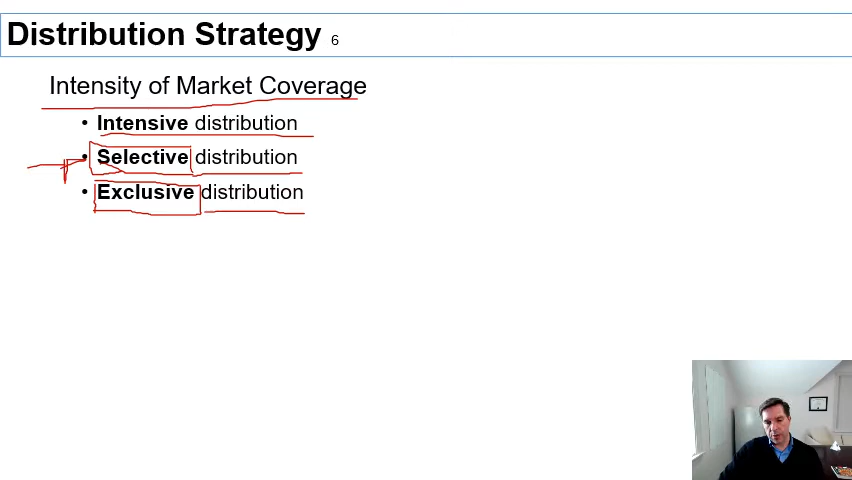 Distribution Strategy 6
Intensity of Market Coverage
• Intensive distribution
• Selective distribution
• Exclusive distribution